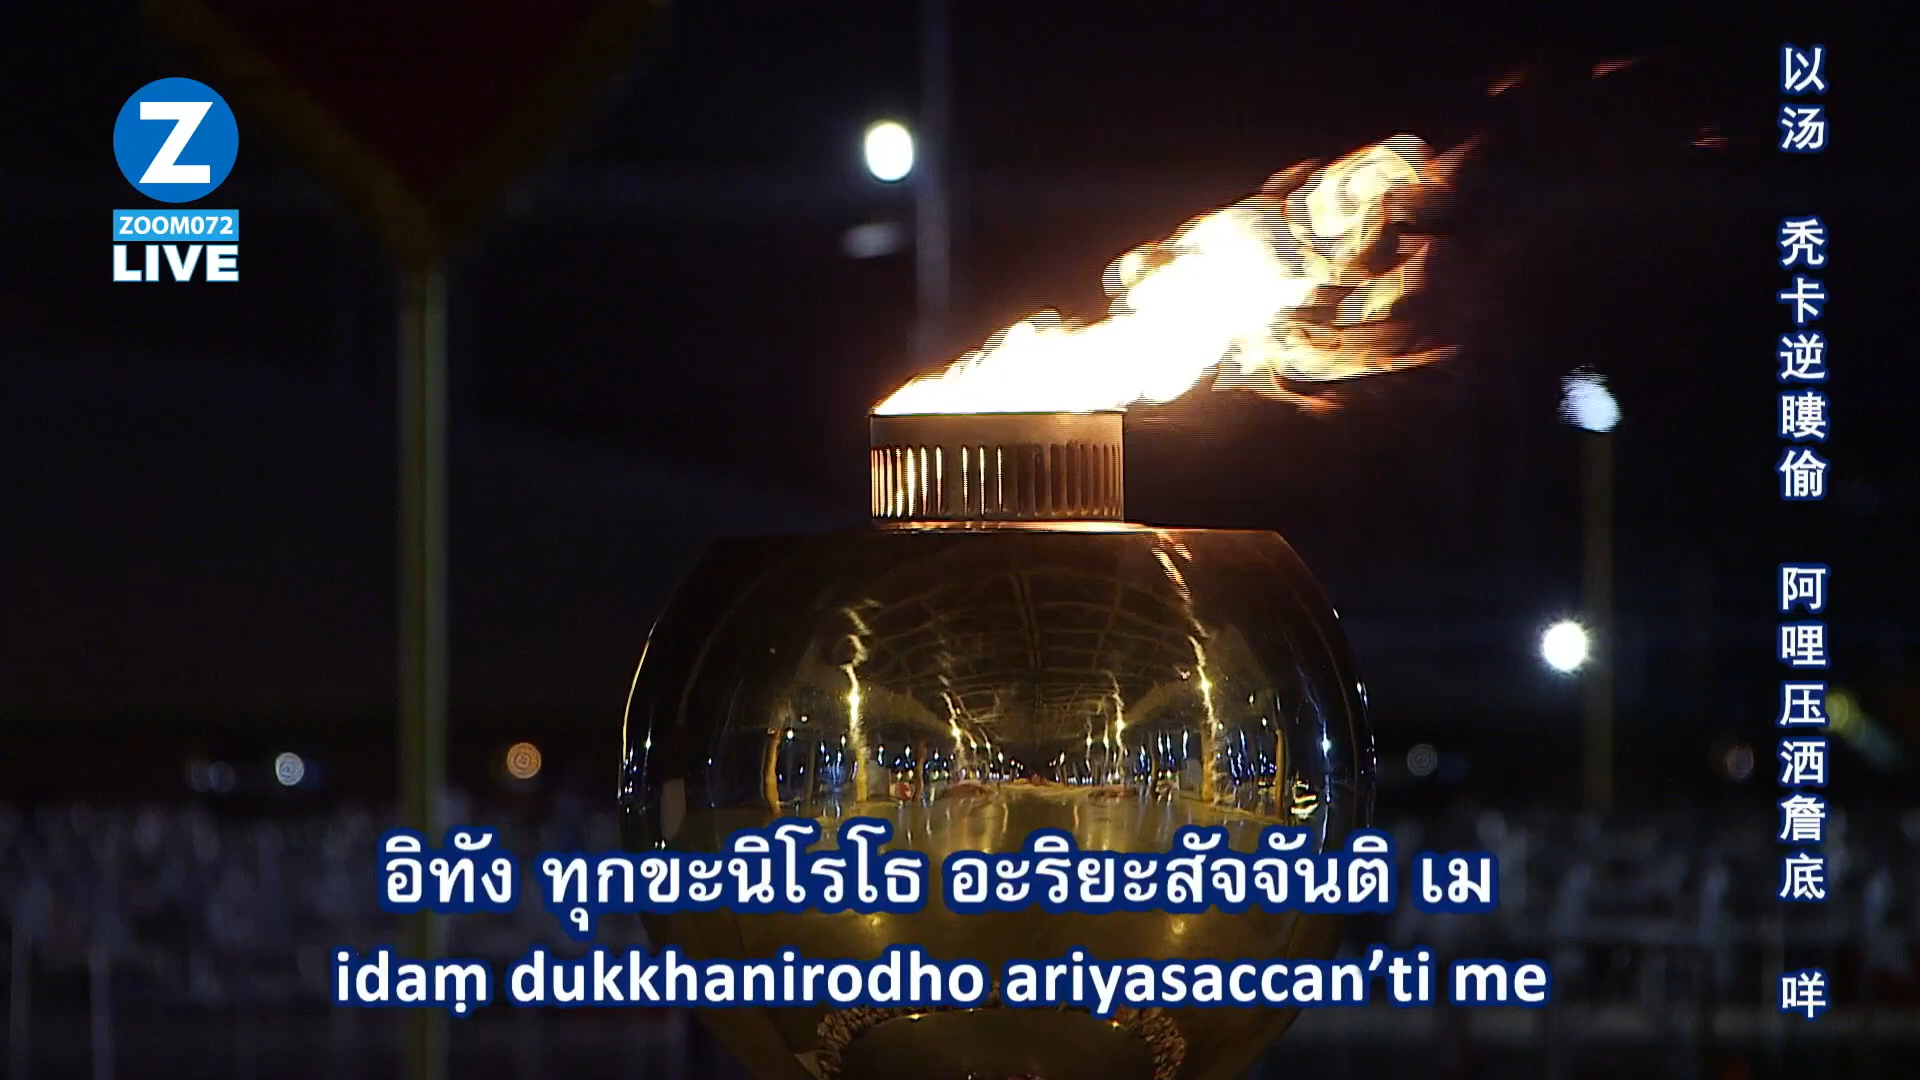 Z
ZOOM072
LIVE
以汤 秃卡逆瞜偷 阿哩压洒詹底 咩
อิทัง ทุกขะนิโรโธ อะริยะสัจจันติ เม
idaṃ dukkhanirodho ariyasaccan’ti me